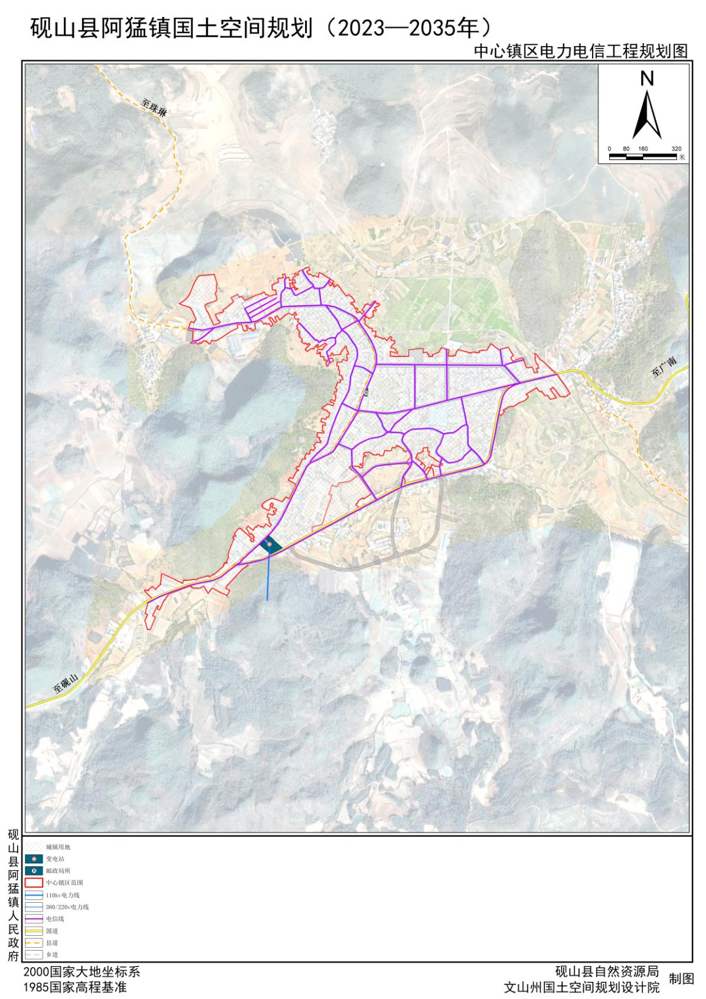 砚山县阿猛镇国土空间规划（2023—2035年）
中心镇区电力电信工程规划图
N
0 80 160 320
米
至珠琳
至广南
至砚山
城镇用地
变电站
邮政局所
中心镇区范围
110kv电力线
380/220v电力线
电信线
国道
县道
乡道
砚山县阿猛镇人民政府
2000国家大地坐标系
1985国家高程基准
砚山县自然资源局
文山州国土空间规划设计院
制图